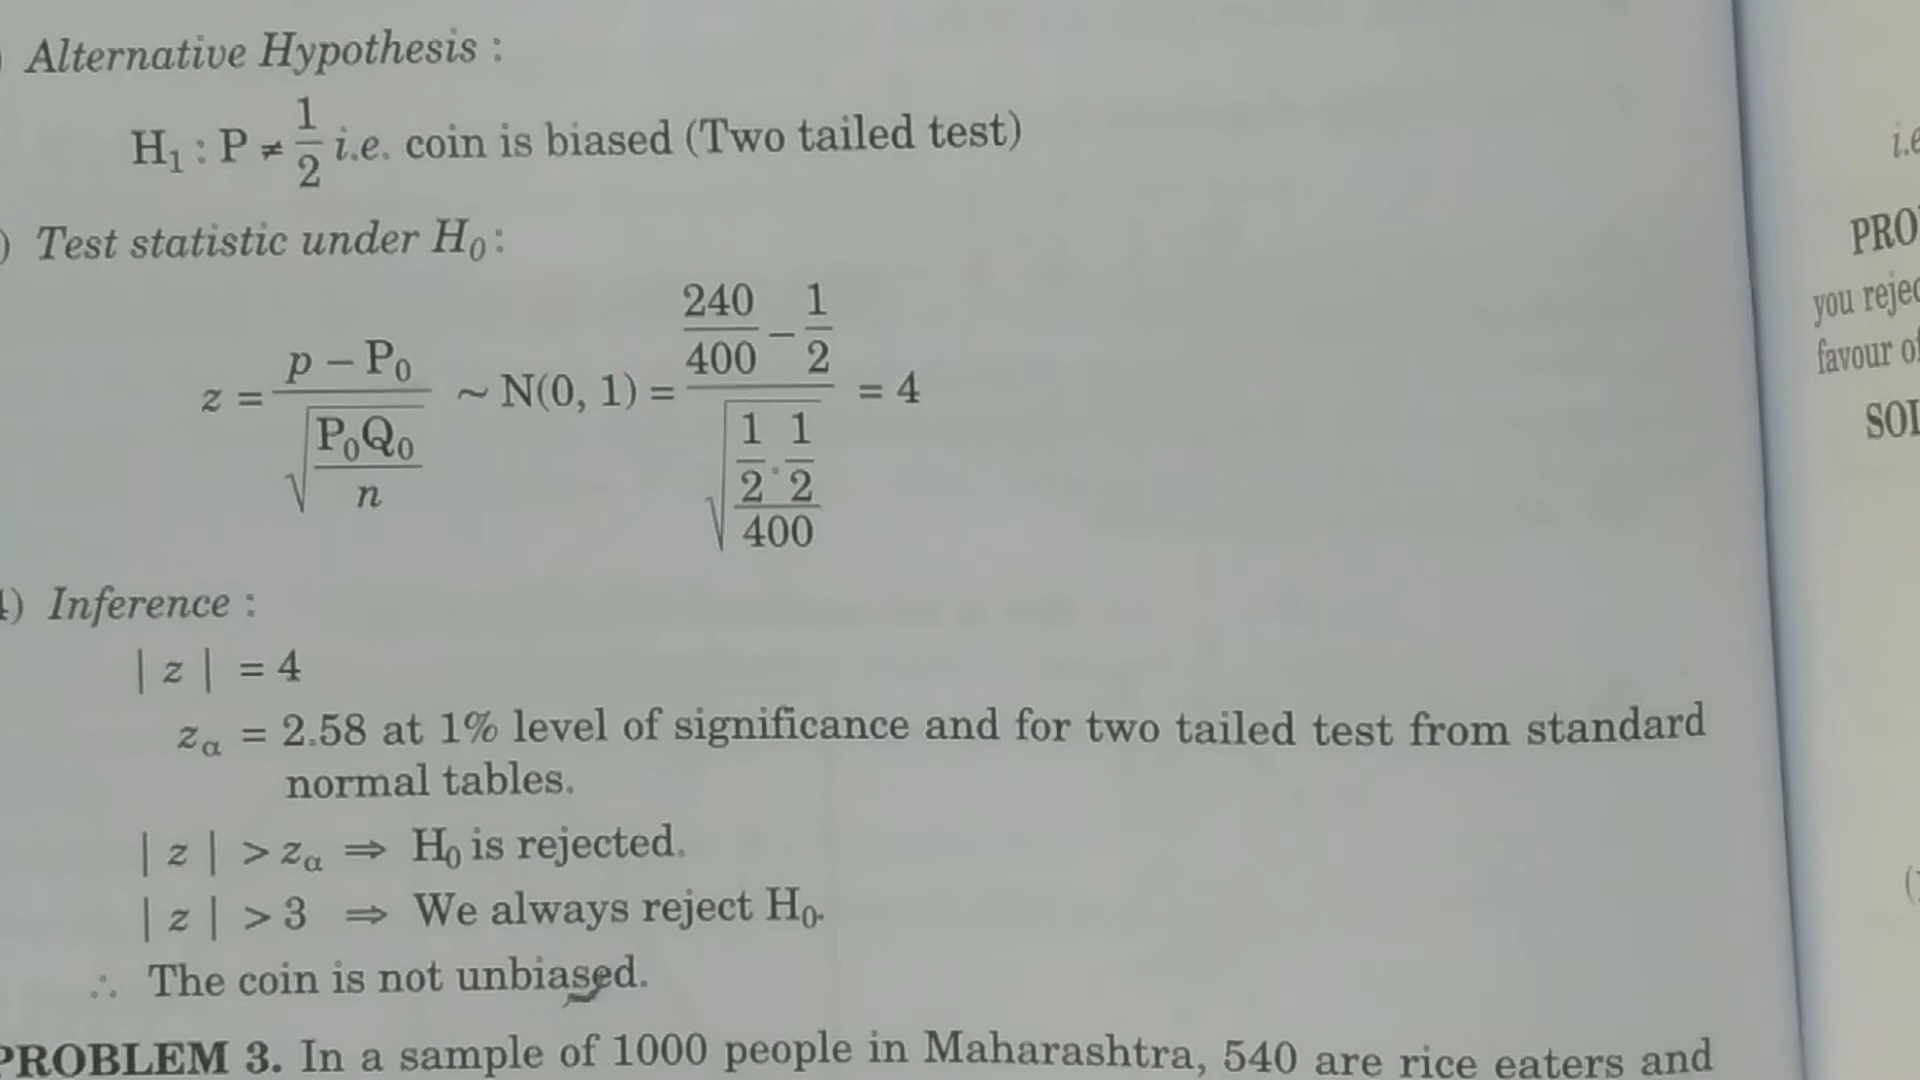 Alternative Hypothesis :
H₁ : P ≠ 1/2 i.e. coin is biased (Two tailed test)
) Test statistic under H₀ :
z = (p − P₀) / √(P₀Q₀/n) ~ N(0, 1) = (240/400 − 1/2) / √((1/2 · 1/2)/400) = 4
) Inference :
| z | = 4
zα = 2.58 at 1% level of significance and for two tailed test from standard
normal tables.
| z | > zα ⇒ H₀ is rejected.
| z | > 3 ⇒ We always reject H₀.
∴ The coin is not unbiased.
PROBLEM 3. In a sample of 1000 people in Maharashtra, 540 are rice eaters and
i.e
PRO
you rejec
favour of
SOL